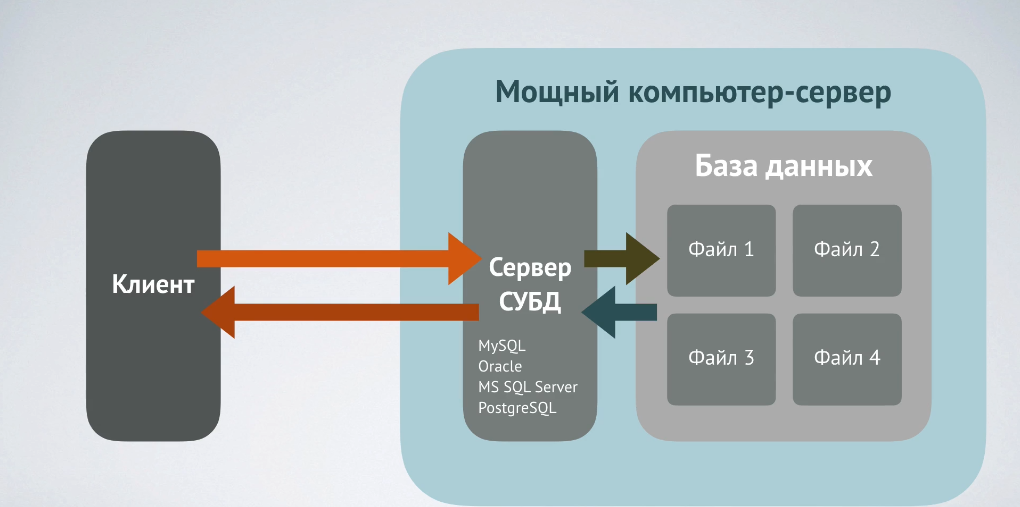 Мощный компьютер-сервер
Клиент
Сервер
СУБД
MySQL
Oracle
MS SQL Server
PostgreSQL
База данных
Файл 1
Файл 2
Файл 3
Файл 4